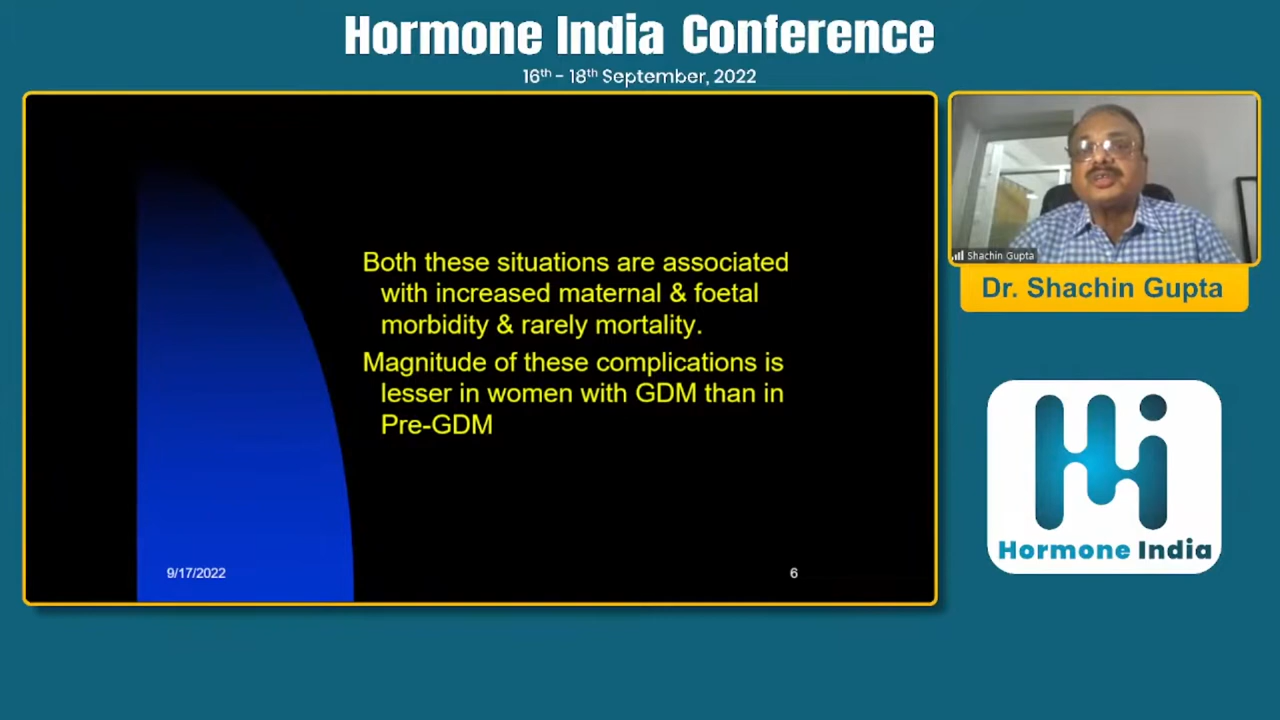 Hormone India Conference
16th - 18th September, 2022
Both these situations are associated
with increased maternal & foetal
morbidity & rarely mortality.
Magnitude of these complications is
lesser in women with GDM than in
Pre-GDM
9/17/2022
6
Shachin Gupta
Dr. Shachin Gupta
Hi
Hormone India